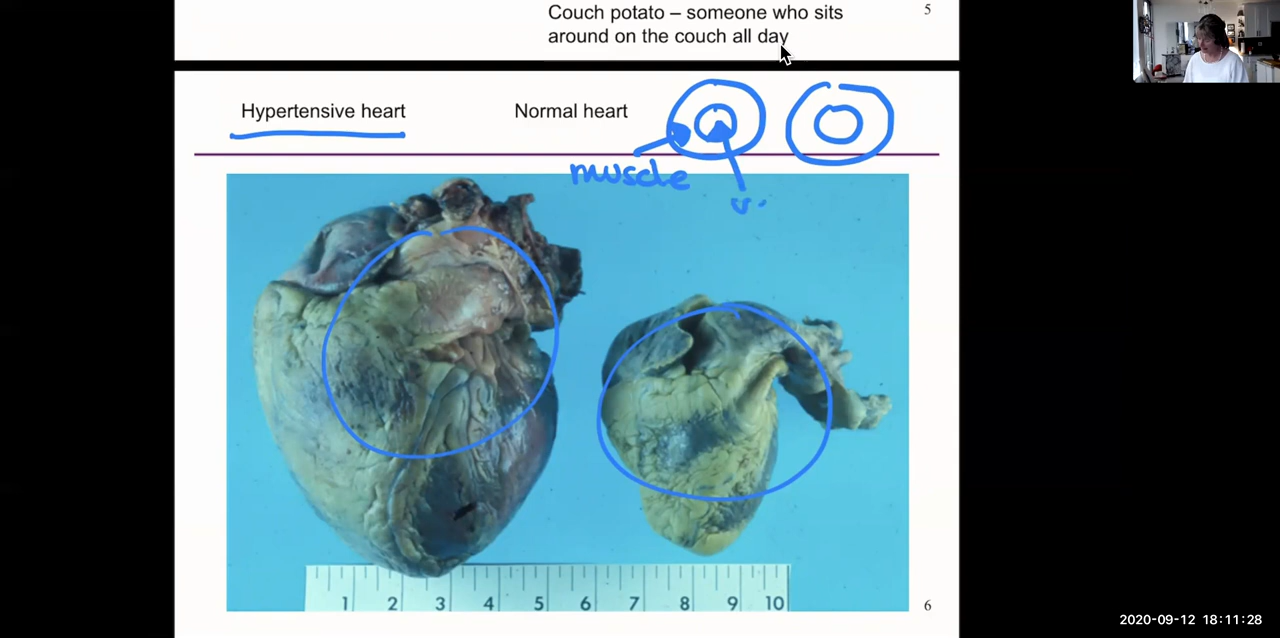 Couch potato – someone who sits
around on the couch all day
5
Hypertensive heart
Normal heart
muscle
1 2 3 4 5 6 7 8 9 10
6
2020-09-12 18:11:28